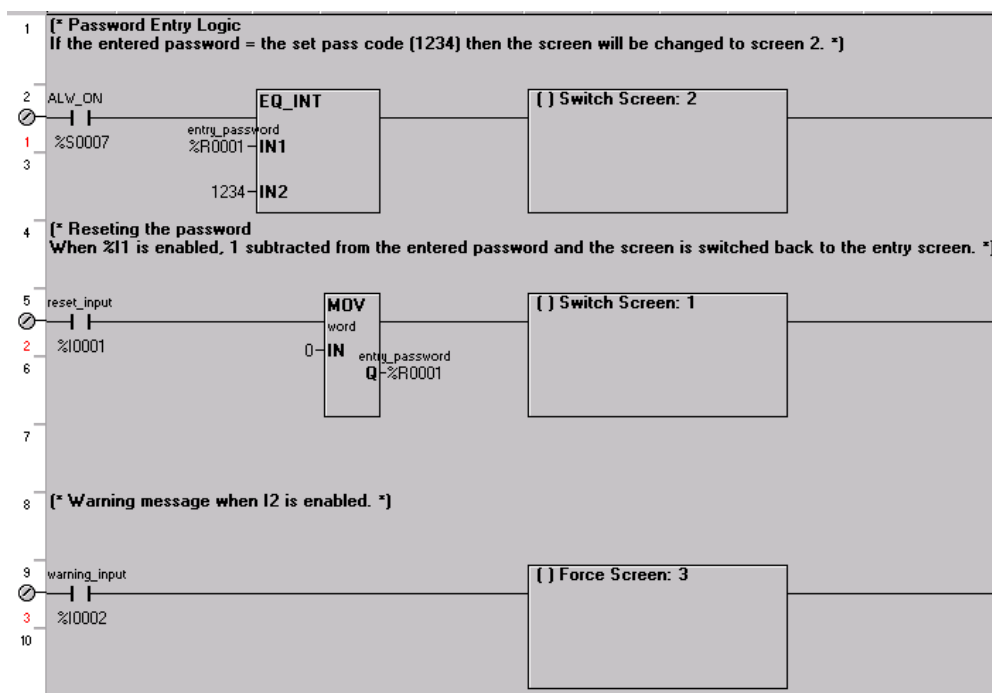 1 (* Password Entry Logic
If the entered password = the set pass code (1234) then the screen will be changed to screen 2. *)
2 ALW_ON EQ_INT ( ) Switch Screen: 2
entry_password
1 %S0007 %R0001 IN1
3
1234 IN2
4 (* Reseting the password
When %I1 is enabled, 1 subtracted from the entered password and the screen is switched back to the entry screen. *)
5 reset_input MOV ( ) Switch Screen: 1
word
2 %I0001 0 IN entry_password
6 Q %R0001
7
8 (* Warning message when I2 is enabled. *)
9 warning_input ( ) Force Screen: 3
3 %I0002
10